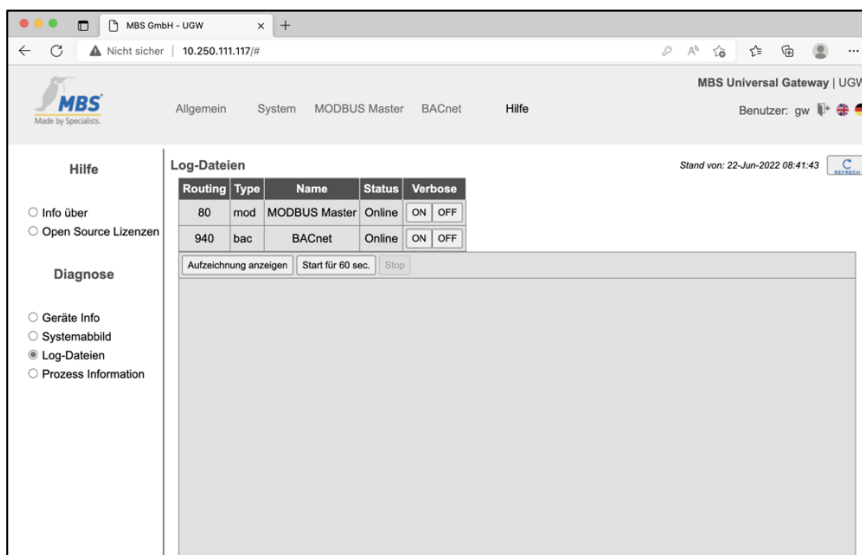 MBS GmbH - UGW
Nicht sicher | 10.250.111.117/#
MBS Universal Gateway | UGW
MBS
Made by Specialists.
Allgemein System MODBUS Master BACnet Hilfe
Benutzer: gw
Hilfe
Info über
Open Source Lizenzen
Diagnose
Geräte Info
Systemabbild
Log-Dateien
Prozess Information
Log-Dateien
Stand von: 22-Jun-2022 08:41:43
REFRESH
Routing Type Name Status Verbose
80 mod MODBUS Master Online ON OFF
940 bac BACnet Online ON OFF
Aufzeichnung anzeigen Start für 60 sec. Stop